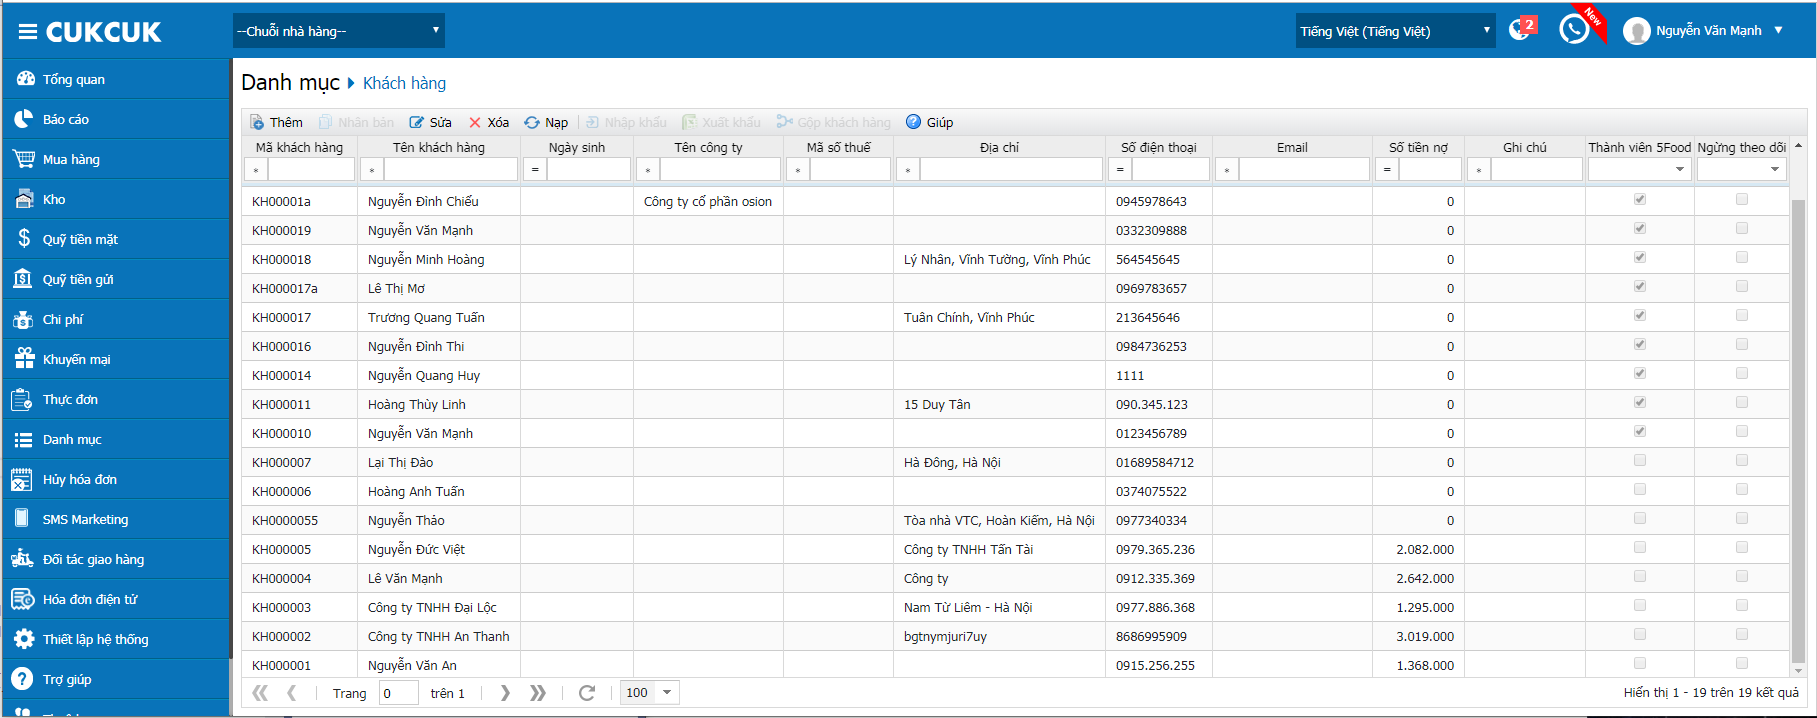 CUKCUK
--Chuỗi nhà hàng--
Tiếng Việt (Tiếng Việt)
2
New
Nguyễn Văn Mạnh
Tổng quan
Báo cáo
Mua hàng
Kho
Quỹ tiền mặt
Quỹ tiền gửi
Chi phí
Khuyến mại
Thực đơn
Danh mục
Hủy hóa đơn
SMS Marketing
Đối tác giao hàng
Hóa đơn điện tử
Thiết lập hệ thống
Trợ giúp
Danh mục Khách hàng
Thêm Nhân bản Sửa Xóa Nạp Nhập khẩu Xuất khẩu Gộp khách hàng Giúp
Mã khách hàng Tên khách hàng Ngày sinh Tên công ty Mã số thuế Địa chỉ Số điện thoại Email Số tiền nợ Ghi chú Thành viên 5Food Ngừng theo dõi
* * = * * * = * = *
KH00001a Nguyễn Đình Chiếu Công ty cổ phần osion 0945978643 0
KH000019 Nguyễn Văn Mạnh 0332309888 0
KH000018 Nguyễn Minh Hoàng Lý Nhân, Vĩnh Tường, Vĩnh Phúc 564545645 0
KH000017a Lê Thị Mơ 0969783657 0
KH000017 Trương Quang Tuấn Tuân Chính, Vĩnh Phúc 213645646 0
KH000016 Nguyễn Đình Thi 0984736253 0
KH000014 Nguyễn Quang Huy 1111 0
KH000011 Hoàng Thùy Linh 15 Duy Tân 090.345.123 0
KH000010 Nguyễn Văn Mạnh 0123456789 0
KH000007 Lại Thị Đào Hà Đông, Hà Nội 01689584712 0
KH000006 Hoàng Anh Tuấn 0374075522 0
KH0000055 Nguyễn Thảo Tòa nhà VTC, Hoàn Kiếm, Hà Nội 0977340334 0
KH000005 Nguyễn Đức Việt Công ty TNHH Tấn Tài 0979.365.236 2.082.000
KH000004 Lê Văn Mạnh Công ty 0912.335.369 2.642.000
KH000003 Công ty TNHH Đại Lộc Nam Từ Liêm - Hà Nội 0977.886.368 1.295.000
KH000002 Công ty TNHH An Thanh bgtnymjuri7uy 8686995909 3.019.000
KH000001 Nguyễn Văn An 0915.256.255 1.368.000
Trang 0 trên 1 100 Hiển thị 1 - 19 trên 19 kết quả